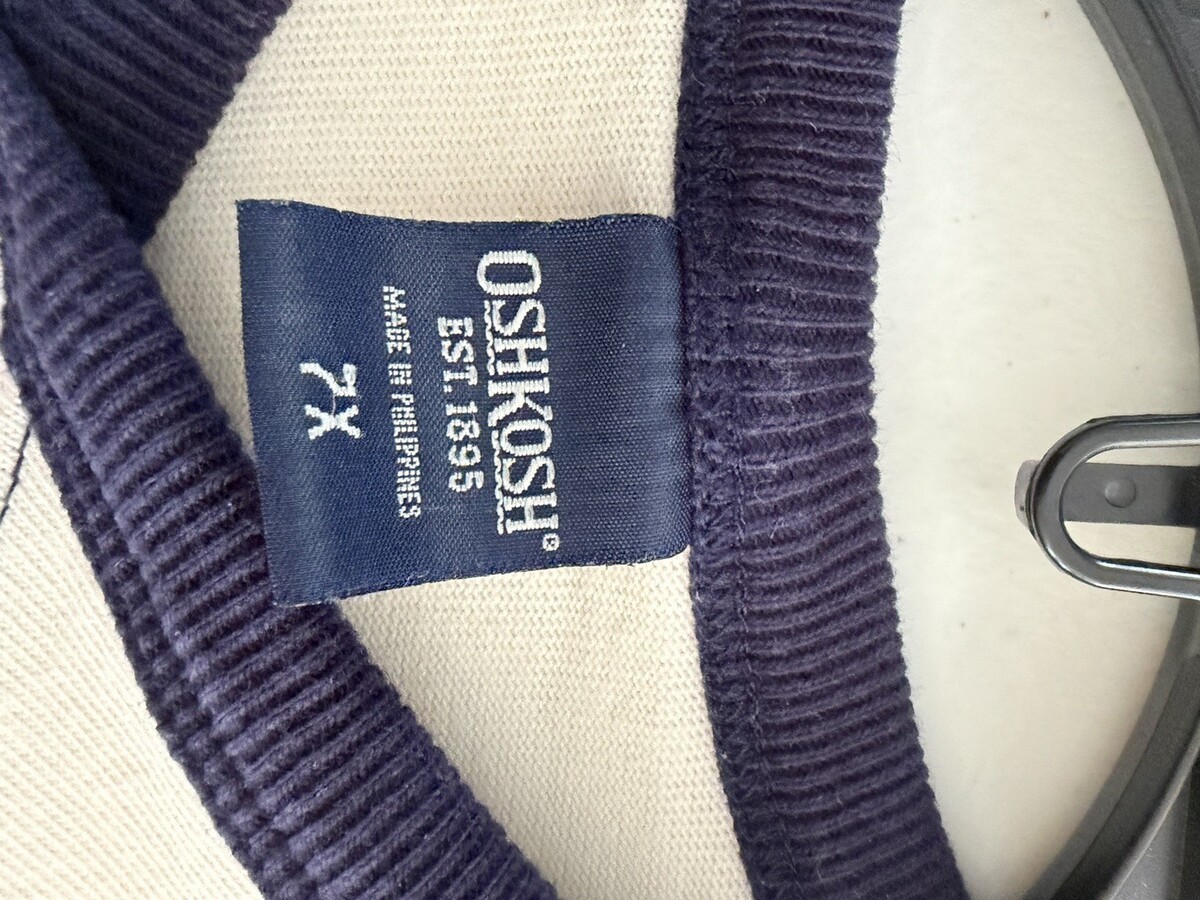 OSHKOSH®
EST. 1895
MADE IN PHILIPPINES
7X